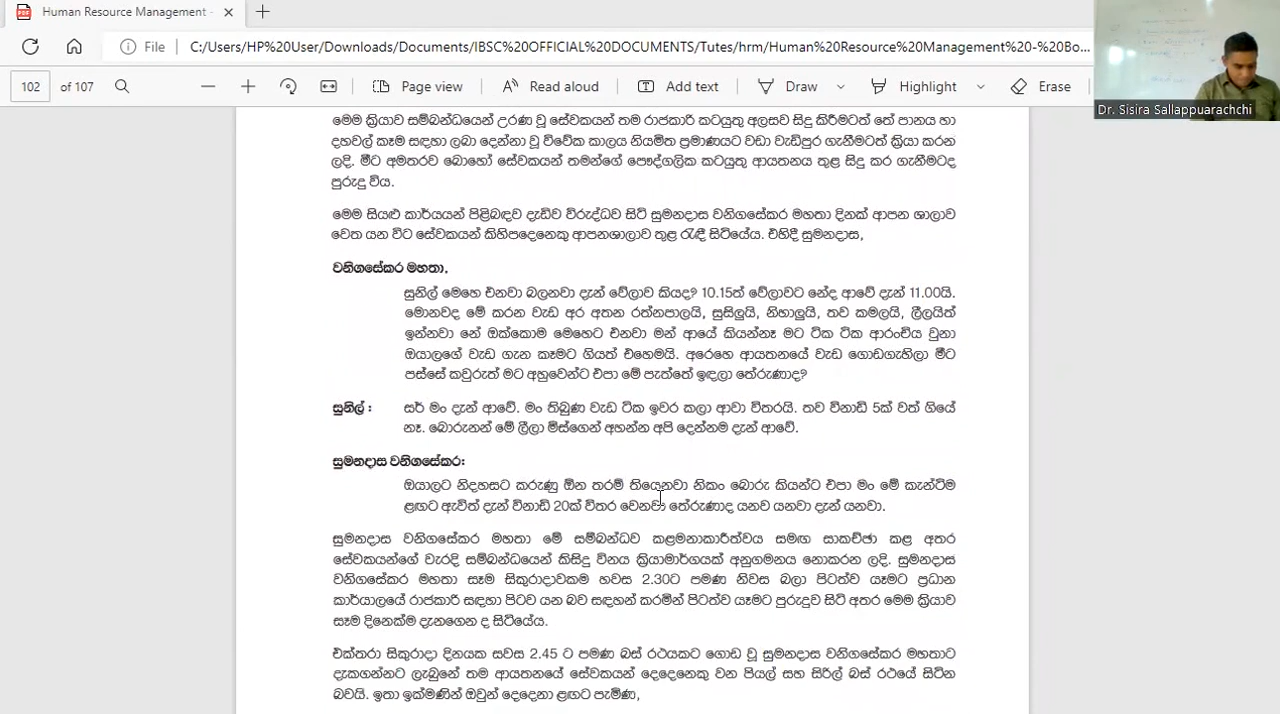 Human Resource Management -
File C:/Users/HP%20User/Downloads/Documents/IBSC%20OFFICIAL%20DOCUMENTS/Tutes/hrm/Human%20Resource%20Management%20-%20Bo...
102 of 107 Page view Read aloud Add text Draw Highlight Erase
Dr. Sisira Sallappuarachchi
මෙම ක්‍රියාව සම්බන්ධයෙන් උරණ වූ සේවකයන් තම රාජකාරී කටයුතු අලසව සිදු කිරීමටත් තේ පානය හා
දහවල් කෑම සඳහා ලබා දෙන්නා වූ විවේක කාලය නියමිත ප්‍රමාණයට වඩා වැඩිපුර ගැනීමටත් ක්‍රියා කරන
ලදි. මීට අමතරව බොහෝ සේවකයන් තමන්ගේ පෞද්ගලික කටයුතු ආයතනය තුළ සිදු කර ගැනීමටද
පුරුදු විය.
මෙම සියළු කාර්යයන් පිළිබඳව දැඩිව විරුද්ධව සිටි සුමනදාස වනිගසේකර මහතා දිනක් ආපන ශාලාව
වෙත යන විට සේවකයන් කිහිපදෙනෙකු ආපනශාලාව තුළ රැඳී සිටියේය. එහිදී සුමනදාස,
වනිගසේකර මහතා.
සුනිල් මෙහෙ එනවා බලනවා දැන් වේලාව කියද? 10.15ත් වේලාවට නේද ආවේ දැන් 11.00යි.
මොනවද මේ කරන වැඩ අර අතන රත්නපාලයි, සුසිලුයි, නිහාලුයි, තව කමලයි, ලීලයිත්
ඉන්නවා නේ ඔක්කොම මෙහෙට එනවා මන් ආයේ කියන්නෑ මට ටික ටික ආරංචිය වුනා
ඔයාලගේ වැඩ ගැන කෑමට ගියත් එහෙමයි. අරෙහෙ ආයතනයේ වැඩ ගොඩගැහිලා මීට
පස්සේ කවුරුත් මට අහුවෙන්ට එපා මේ පැත්තේ ඉඳලා තේරුණාද?
සුනිල් : සර් මං දැන් ආවේ. මං තිබුණ වැඩ ටික ඉවර කලා ආවා විතරයි. තව විනාඩි 5ක් වත් ගියේ
නෑ. බොරුනන් මේ ලීලා මිස්ගෙන් අහන්න අපි දෙන්නම දැන් ආවේ.
සුමනදාස වනිගසේකර:
ඔයාලට නිදහසට කරුණු ඕන තරම් තියෙනවා නිකං බොරු කියන්ට එපා මං මේ කැන්ටිම
ළඟට ඇවිත් දැන් විනාඩි 20ක් විතර වෙනවා තේරුණාද යනව යනවා දැන් යනවා.
සුමනදාස වනිගසේකර මහතා මේ සම්බන්ධව කළමනාකාරීත්වය සමඟ සාකච්ඡා කළ අතර
සේවකයන්ගේ වැරදි සම්බන්ධයෙන් කිසිදු විනය ක්‍රියාමාර්ගයක් අනුගමනය නොකරන ලදි. සුමනදාස
වනිගසේකර මහතා සෑම සිකුරාදාවකම හවස 2.30ට පමණ නිවස බලා පිටත්ව යෑමට ප්‍රධාන
කාර්යාලයේ රාජකාරී සඳහා පිටව යන බව සඳහන් කරමින් පිටත්ව යෑමට පුරුදුව සිටි අතර මෙම ක්‍රියාව
සෑම දිනෙක්ම දැනගෙන ද සිටියේය.
එක්තරා සිකුරාදා දිනයක සවස 2.45 ට පමණ බස් රථයකට ගොඩ වූ සුමනදාස වනිගසේකර මහතාට
දැකගන්නට ලැබුනේ තම ආයතනයේ සේවකයන් දෙදෙනෙකු වන පියල් සහ සිරිල් බස් රථයේ සිටින
බවයි. ඉතා ඉක්මණින් ඔවුන් දෙදෙනා ළඟට පැමිණ,